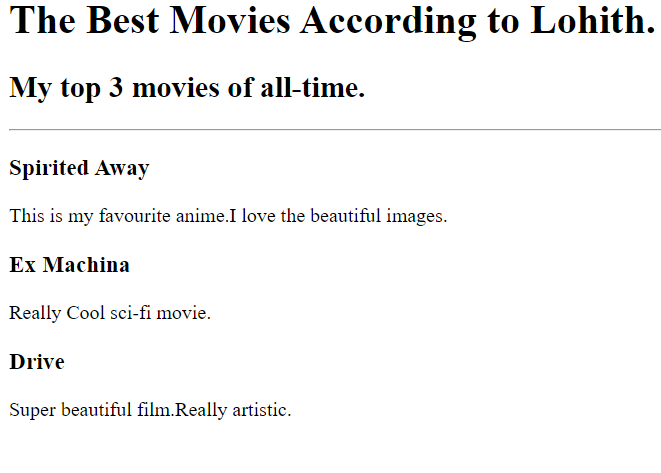 The Best Movies According to Lohith.
My top 3 movies of all-time.
Spirited Away
This is my favourite anime.I love the beautiful images.
Ex Machina
Really Cool sci-fi movie.
Drive
Super beautiful film.Really artistic.